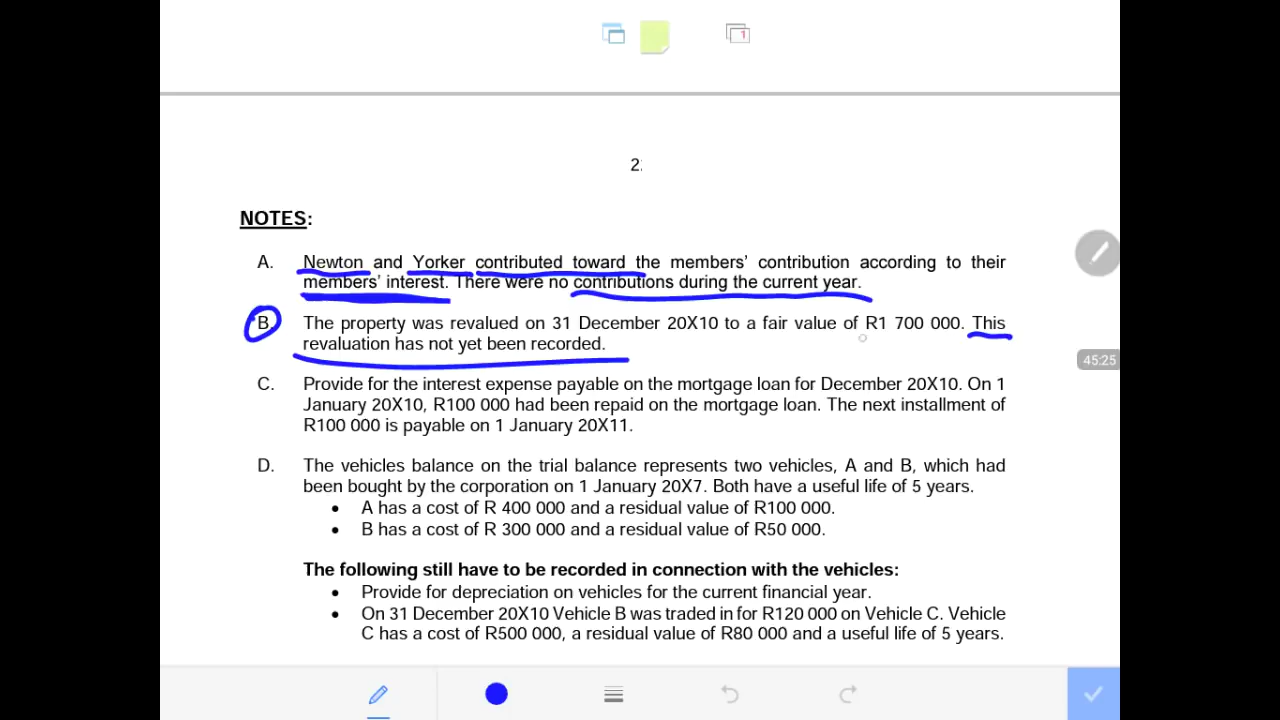 1
2
NOTES:
A. Newton and Yorker contributed toward the members' contribution according to their
members' interest. There were no contributions during the current year.
B. The property was revalued on 31 December 20X10 to a fair value of R1 700 000. This
revaluation has not yet been recorded.
45:25
C. Provide for the interest expense payable on the mortgage loan for December 20X10. On 1
January 20X10, R100 000 had been repaid on the mortgage loan. The next installment of
R100 000 is payable on 1 January 20X11.
D. The vehicles balance on the trial balance represents two vehicles, A and B, which had
been bought by the corporation on 1 January 20X7. Both have a useful life of 5 years.
• A has a cost of R 400 000 and a residual value of R100 000.
• B has a cost of R 300 000 and a residual value of R50 000.
The following still have to be recorded in connection with the vehicles:
• Provide for depreciation on vehicles for the current financial year.
• On 31 December 20X10 Vehicle B was traded in for R120 000 on Vehicle C. Vehicle
C has a cost of R500 000, a residual value of R80 000 and a useful life of 5 years.